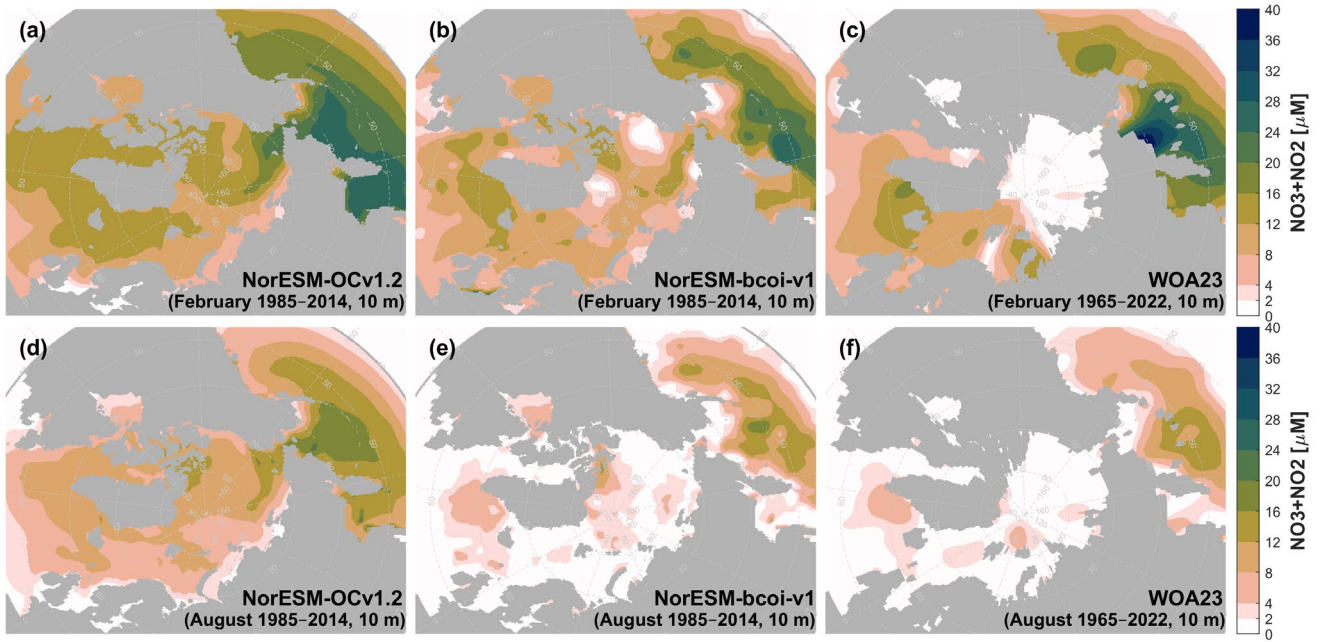 (a)
NorESM-OCv1.2
(February 1985–2014, 10 m)
(b)
NorESM-bcoi-v1
(February 1985–2014, 10 m)
(c)
WOA23
(February 1965–2022, 10 m)
40
36
32
28
24
20
16
12
8
4
2
0
NO3+NO2 [μM]
(d)
NorESM-OCv1.2
(August 1985–2014, 10 m)
(e)
NorESM-bcoi-v1
(August 1985–2014, 10 m)
(f)
WOA23
(August 1965–2022, 10 m)
40
36
32
28
24
20
16
12
8
4
2
0
NO3+NO2 [μM]